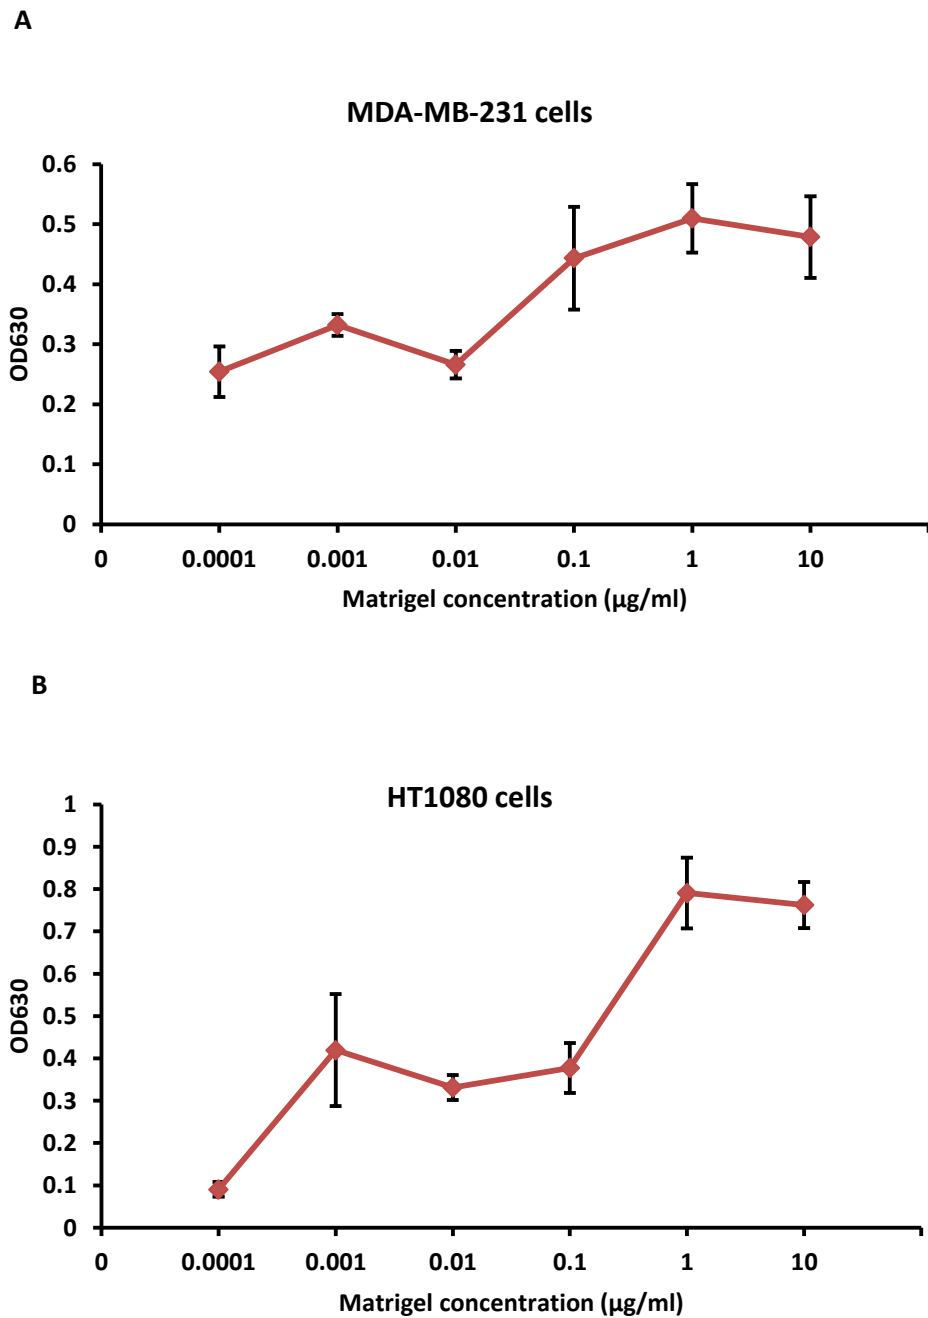 A
MDA-MB-231 cells
0.6
0.5
0.4
0.3
0.2
0.1
0
OD630
0 0.0001 0.001 0.01 0.1 1 10
Matrigel concentration (µg/ml)
B
HT1080 cells
1
0.9
0.8
0.7
0.6
0.5
0.4
0.3
0.2
0.1
0
OD630
0 0.0001 0.001 0.01 0.1 1 10
Matrigel concentration (µg/ml)